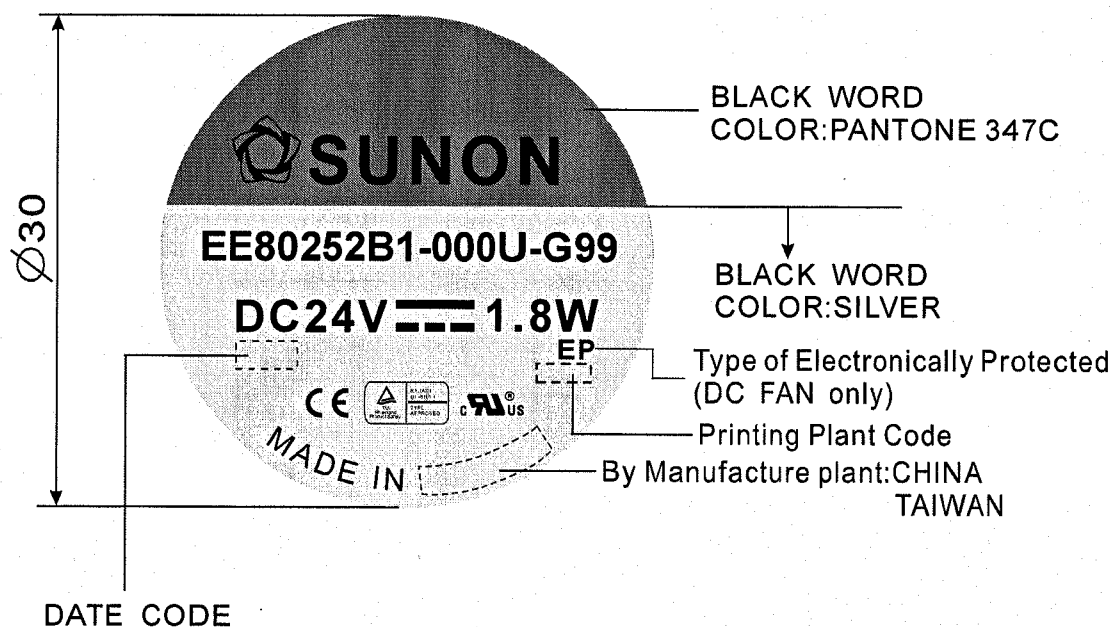 BLACK WORD
COLOR:PANTONE 347C
SUNON
Ø30
EE80252B1-000U-G99
BLACK WORD
COLOR:SILVER
DC24V 1.8W
EP
Type of Electronically Protected
(DC FAN only)
CE
c RU ® US
Printing Plant Code
MADE IN
By Manufacture plant:CHINA
TAIWAN
DATE CODE